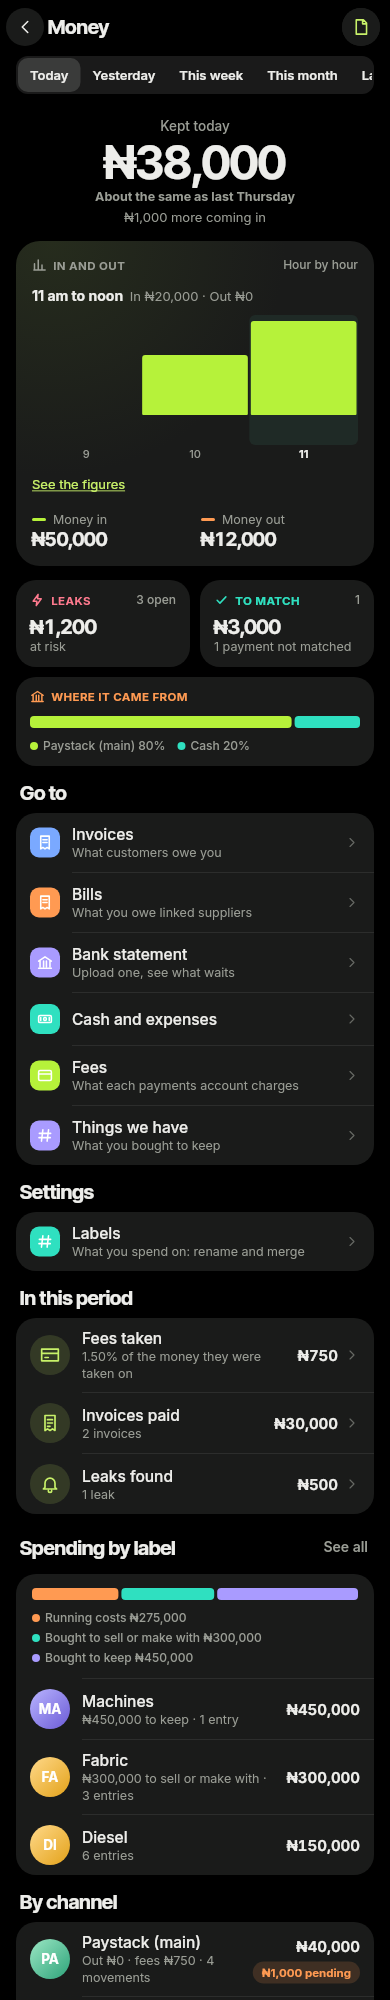 Money
Today Yesterday This week This month
Kept today
₦38,000
About the same as last Thursday
₦1,000 more coming in
IN AND OUT Hour by hour
11 am to noon In ₦20,000 · Out ₦0
9 10 11
See the figures
Money in Money out
₦50,000 ₦12,000
LEAKS 3 open
₦1,200
at risk
TO MATCH 1
₦3,000
1 payment not matched
WHERE IT CAME FROM
Paystack (main) 80% Cash 20%
Go to
Invoices
What customers owe you
Bills
What you owe linked suppliers
Bank statement
Upload one, see what waits
Cash and expenses
Fees
What each payments account charges
Things we have
What you bought to keep
Settings
Labels
What you spend on: rename and merge
In this period
Fees taken
1.50% of the money they were
taken on
₦750
Invoices paid
2 invoices
₦30,000
Leaks found
1 leak
₦500
Spending by label See all
Running costs ₦275,000
Bought to sell or make with ₦300,000
Bought to keep ₦450,000
MA
Machines
₦450,000 to keep · 1 entry
₦450,000
FA
Fabric
₦300,000 to sell or make with ·
3 entries
₦300,000
DI
Diesel
6 entries
₦150,000
By channel
PA
Paystack (main)
Out ₦0 · fees ₦750 · 4
movements
₦40,000
₦1,000 pending